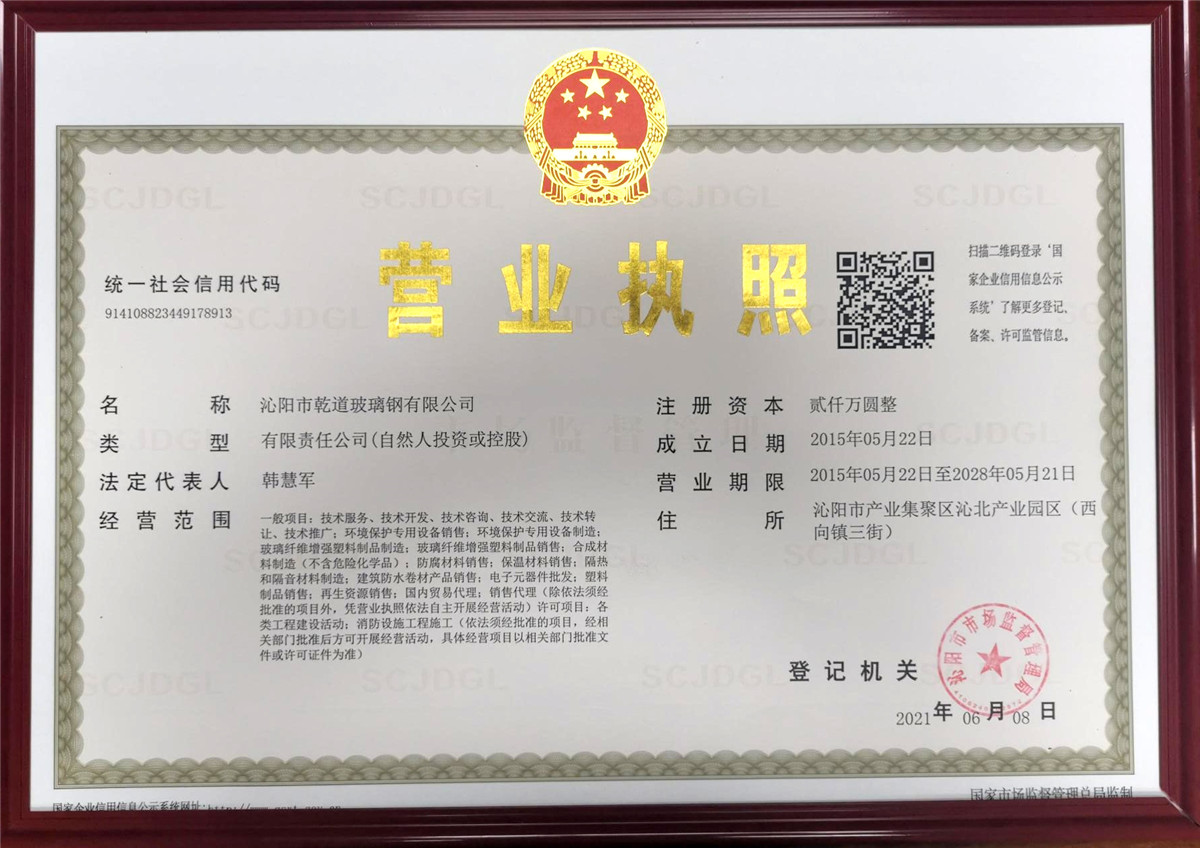 营业执照
统一社会信用代码
914108823449178913
扫描二维码登录‘国
家企业信用信息公示
系统’了解更多登记、
备案、许可监管信息。
名称 沁阳市乾道玻璃钢有限公司
类型 有限责任公司(自然人投资或控股)
法定代表人 韩慧军
经营范围 一般项目：技术服务、技术开发、技术咨询、技术交流、技术转
让、技术推广；环境保护专用设备销售；环境保护专用设备制造；
玻璃纤维增强塑料制品制造；玻璃纤维增强塑料制品销售；合成材
料制造（不含危险化学品）；防腐材料销售；保温材料销售；隔热
和隔音材料制造；建筑防水卷材产品销售；电子元器件批发；塑料
制品销售；再生资源销售；国内贸易代理；销售代理（除依法须经
批准的项目外，凭营业执照依法自主开展经营活动）许可项目：各
类工程建设活动；消防设施工程施工（依法须经批准的项目，经相
关部门批准后方可开展经营活动，具体经营项目以相关部门批准文
件或许可证件为准）
注册资本 贰仟万圆整
成立日期 2015年05月22日
营业期限 2015年05月22日至2028年05月21日
住所 沁阳市产业集聚区沁北产业园区（西
向镇三街）
登记机关
沁阳市市场监督管理局
2021年06月08日
国家企业信用信息公示系统网址:
国家市场监督管理总局监制
SCJDGL